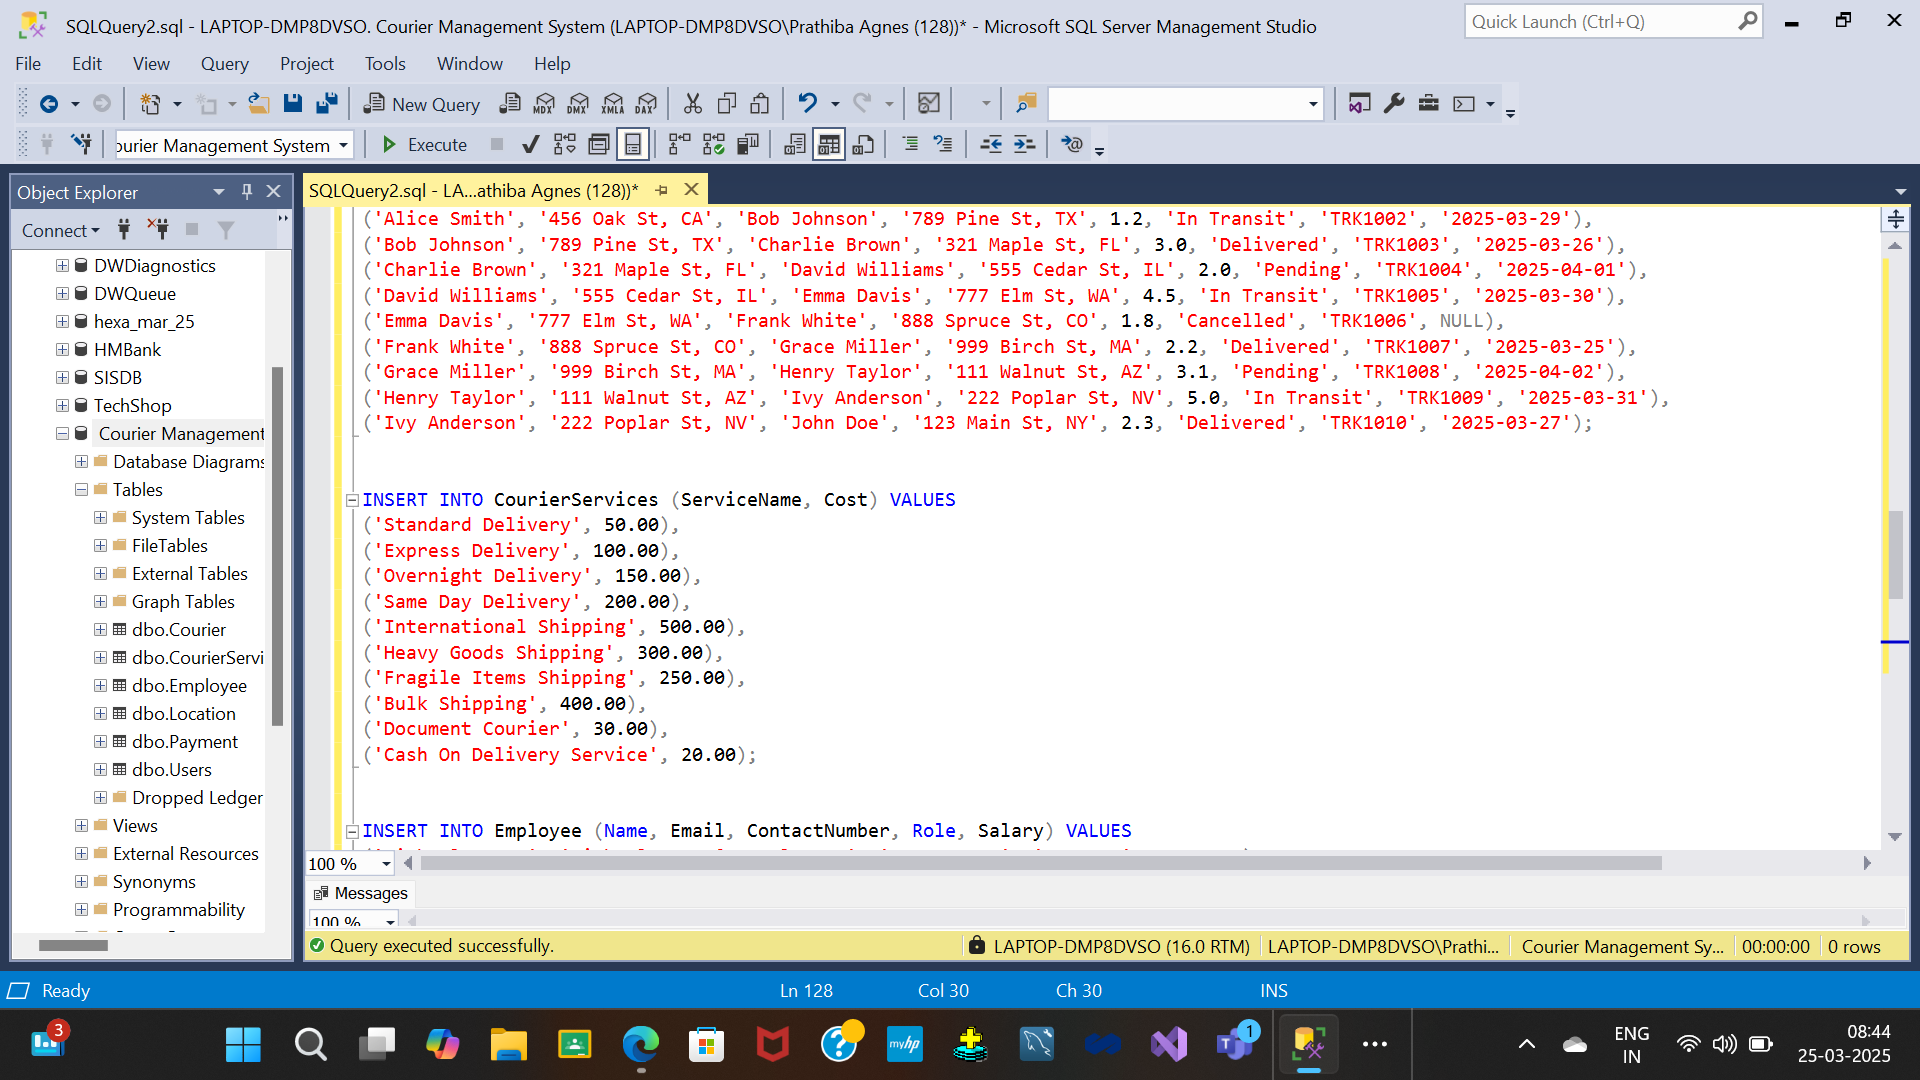 SQLQuery2.sql - LAPTOP-DMP8DVSO. Courier Management System (LAPTOP-DMP8DVSO\Prathiba Agnes (128))* - Microsoft SQL Server Management Studio
Quick Launch (Ctrl+Q)
File Edit View Query Project Tools Window Help
New Query MDX DMX XMLA DAX
ourier Management System Execute
Object Explorer
Connect
DWDiagnostics
DWQueue
hexa_mar_25
HMBank
SISDB
TechShop
Courier Management
Database Diagrams
Tables
System Tables
FileTables
External Tables
Graph Tables
dbo.Courier
dbo.CourierServi
dbo.Employee
dbo.Location
dbo.Payment
dbo.Users
Dropped Ledger
Views
External Resources
Synonyms
Programmability
SQLQuery2.sql - LA...athiba Agnes (128))*
('Alice Smith', '456 Oak St, CA', 'Bob Johnson', '789 Pine St, TX', 1.2, 'In Transit', 'TRK1002', '2025-03-29'),
('Bob Johnson', '789 Pine St, TX', 'Charlie Brown', '321 Maple St, FL', 3.0, 'Delivered', 'TRK1003', '2025-03-26'),
('Charlie Brown', '321 Maple St, FL', 'David Williams', '555 Cedar St, IL', 2.0, 'Pending', 'TRK1004', '2025-04-01'),
('David Williams', '555 Cedar St, IL', 'Emma Davis', '777 Elm St, WA', 4.5, 'In Transit', 'TRK1005', '2025-03-30'),
('Emma Davis', '777 Elm St, WA', 'Frank White', '888 Spruce St, CO', 1.8, 'Cancelled', 'TRK1006', NULL),
('Frank White', '888 Spruce St, CO', 'Grace Miller', '999 Birch St, MA', 2.2, 'Delivered', 'TRK1007', '2025-03-25'),
('Grace Miller', '999 Birch St, MA', 'Henry Taylor', '111 Walnut St, AZ', 3.1, 'Pending', 'TRK1008', '2025-04-02'),
('Henry Taylor', '111 Walnut St, AZ', 'Ivy Anderson', '222 Poplar St, NV', 5.0, 'In Transit', 'TRK1009', '2025-03-31'),
('Ivy Anderson', '222 Poplar St, NV', 'John Doe', '123 Main St, NY', 2.3, 'Delivered', 'TRK1010', '2025-03-27');
INSERT INTO CourierServices (ServiceName, Cost) VALUES
('Standard Delivery', 50.00),
('Express Delivery', 100.00),
('Overnight Delivery', 150.00),
('Same Day Delivery', 200.00),
('International Shipping', 500.00),
('Heavy Goods Shipping', 300.00),
('Fragile Items Shipping', 250.00),
('Bulk Shipping', 400.00),
('Document Courier', 30.00),
('Cash On Delivery Service', 20.00);
INSERT INTO Employee (Name, Email, ContactNumber, Role, Salary) VALUES
100 %
Messages
100 %
Query executed successfully. LAPTOP-DMP8DVSO (16.0 RTM) LAPTOP-DMP8DVSO\Prathi... Courier Management Sy... 00:00:00 0 rows
Ready Ln 128 Col 30 Ch 30 INS
3
myhp
1
ENG
IN
08:44
25-03-2025